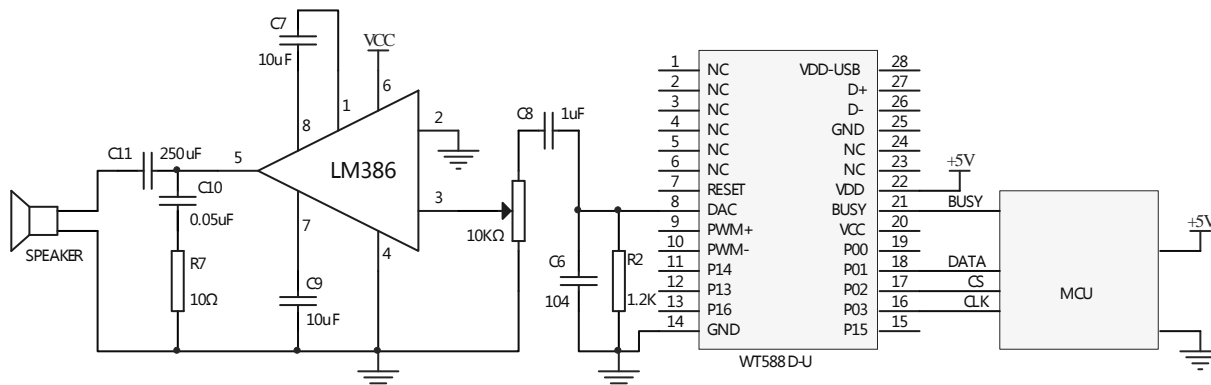 C7
10uF
VCC
6
1
8
2
C8
1uF
C11
250uF
5
LM386
C10
0.05uF
3
10KΩ
7
4
SPEAKER
R7
10Ω
C9
10uF
C6
104
R2
1.2K
1 NC VDD-USB 28
2 NC D+ 27
3 NC D- 26
4 NC GND 25
5 NC NC 24
6 NC NC 23
7 RESET VDD 22
8 DAC BUSY 21
9 PWM+ VCC 20
10 PWM- P00 19
11 P14 P01 18
12 P13 P02 17
13 P16 P03 16
14 GND P15 15
WT588D-U
+5V
BUSY
DATA
CS
CLK
MCU
+5V